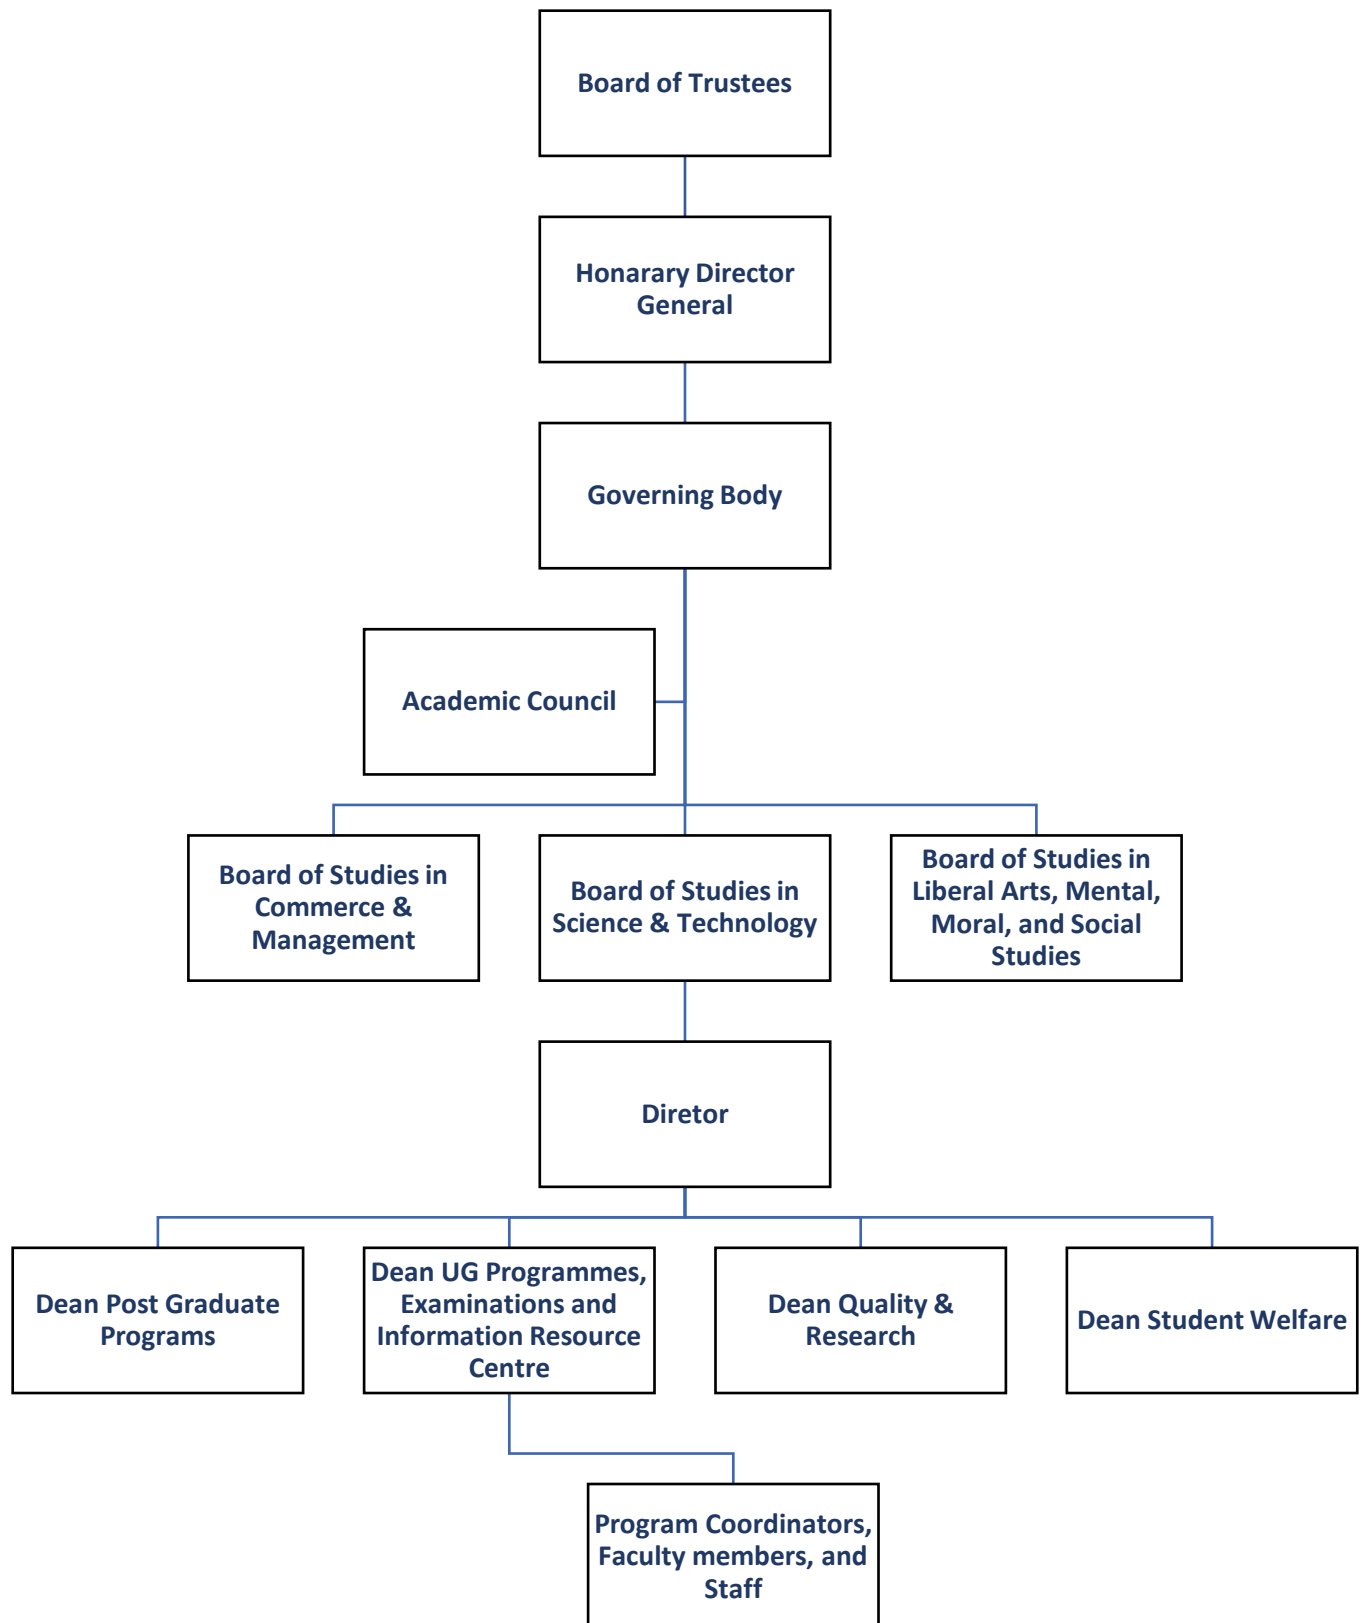 Board of Trustees
Honarary Director
General
Governing Body
Academic Council
Board of Studies in
Commerce &
Management
Board of Studies in
Science & Technology
Board of Studies in
Liberal Arts, Mental,
Moral, and Social
Studies
Diretor
Dean Post Graduate
Programs
Dean UG Programmes,
Examinations and
Information Resource
Centre
Dean Quality &
Research
Dean Student Welfare
Program Coordinators,
Faculty members, and
Staff